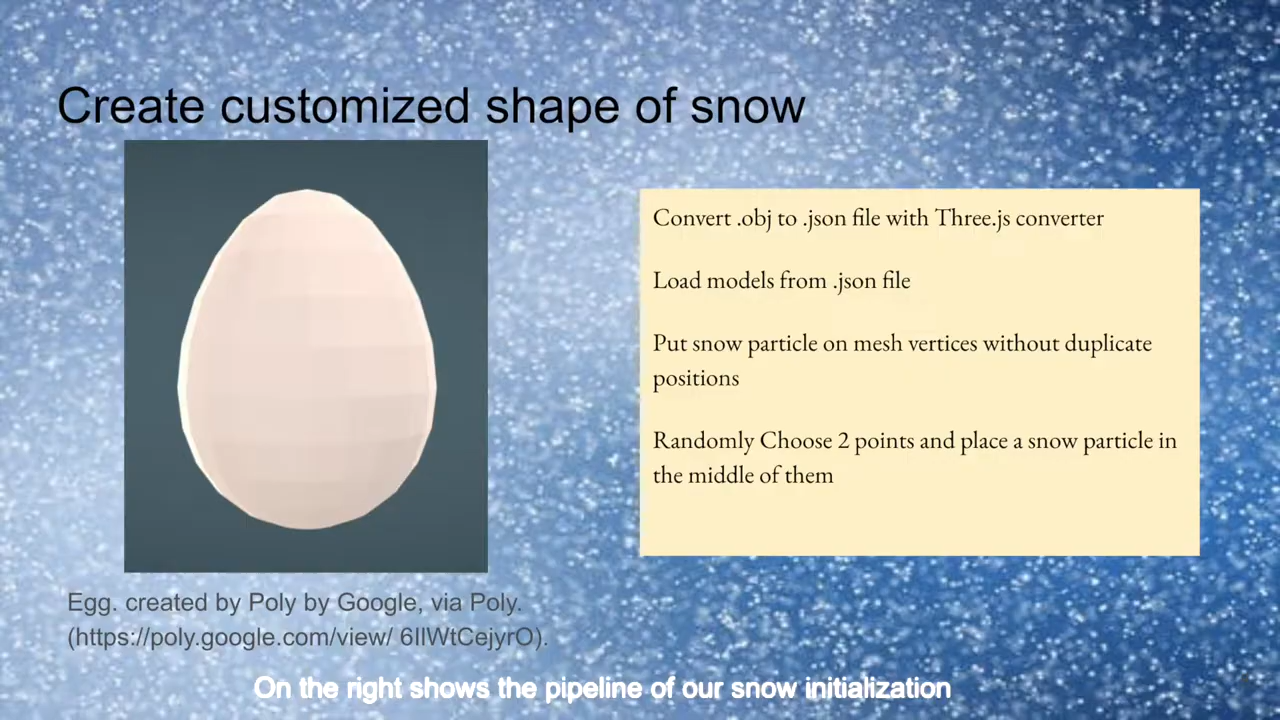 Create customized shape of snow
Convert .obj to .json file with Three.js converter
Load models from .json file
Put snow particle on mesh vertices without duplicate
positions
Randomly Choose 2 points and place a snow particle in
the middle of them
Egg. created by Poly by Google, via Poly.
(https://poly.google.com/view/ 6IIWtCejyrO).
On the right shows the pipeline of our snow initialization